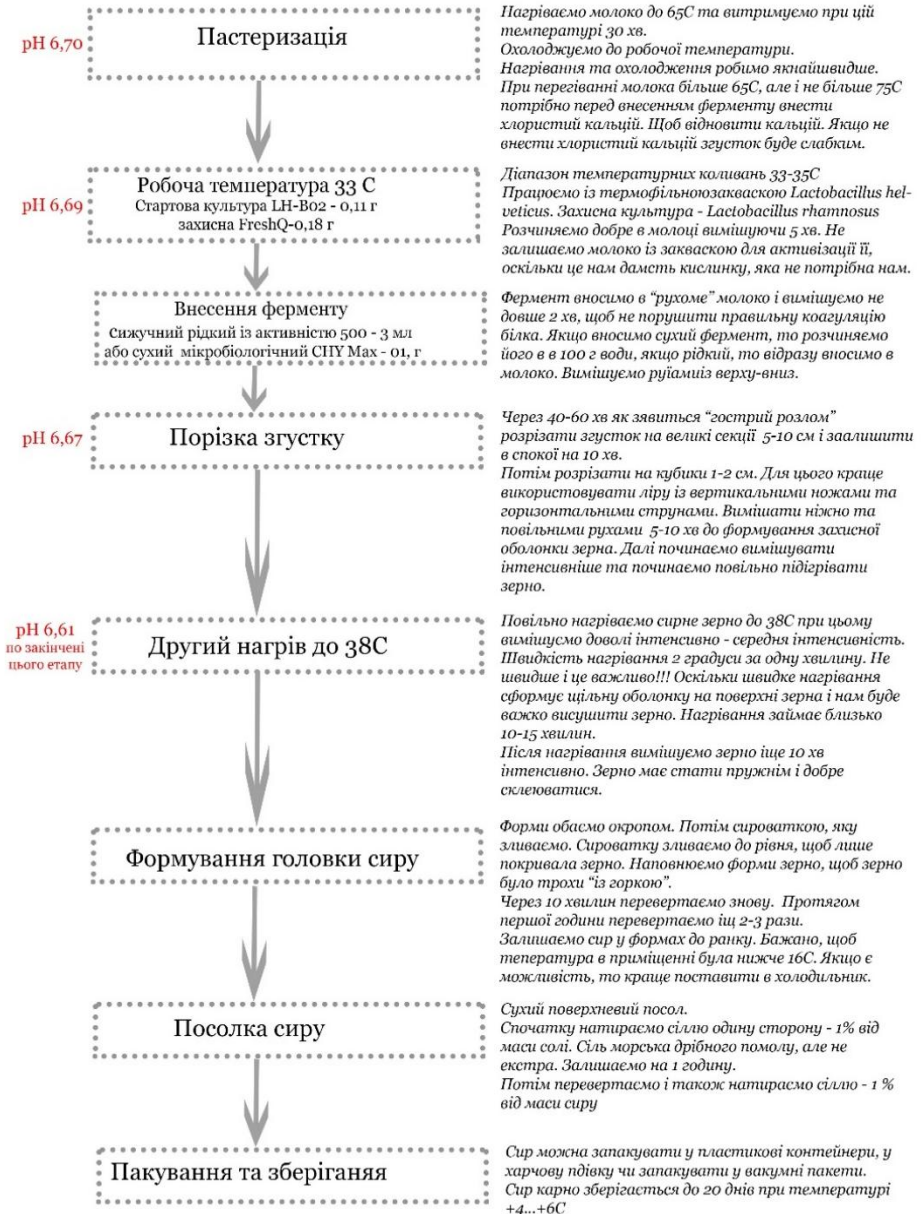 pH 6,70
Пастеризація
Нагріваємо молоко до 65С та витримуємо при цій
температурі 30 хв.
Охолоджуємо до робочої температури.
Нагрівання та охолодження робимо якнайшвидше.
При перегіванні молока більше 65С, але і не більше 75С
потрібно перед внесенням ферменту внести
хлористий кальцій. Щоб відновити кальцій. Якщо не
внести хлористий кальцій згусток буде слабким.
pH 6,69
Робоча температура 33 С
Стартова культура LH-B02 - 0,11 г
захисна FreshQ-0,18 г
Діапазон температурних коливань 33-35С
Працюємо із термофільноюзакваскою Lactobacillus hel-
veticus. Захисна культура - Lactobacillus rhamnosus
Розчиняємо добре в молоці вимішуючи 5 хв. Не
залишаємо молоко із закваскою для активізації її,
оскільки це нам дамсть кислинку, яка не потрібна нам.
Внесення ферменту
Сижучний рідкий із активністю 500 - 3 мл
або сухий мікробіологічний CHY Max - 01, г
Фермент вносимо в “рухоме” молоко і вимішуємо не
довше 2 хв, щоб не порушити правильну коагуляцію
білка. Якщо вносимо сухий фермент, то розчиняємо
його в в 100 г води, якщо рідкий, то відразу вносимо в
молоко. Вимішуємо руїамииз верху-вниз.
pH 6,67
Порізка згустку
Через 40-60 хв як зявиться “гострий розлом”
розрізати згусток на великі секції 5-10 см і заалишити
в спокої на 10 хв.
Потім розрізати на кубики 1-2 см. Для цього краще
використовувати ліру із вертикальними ножами та
горизонтальними струнами. Вимішати ніжно та
повільними рухами 5-10 хв до формування захисної
оболонки зерна. Далі починаємо вимішувати
інтенсивніше та починаємо повільно підігрівати
зерно.
pH 6,61
по закінчені
цього етапу
Другий нагрів до 38С
Повільно нагріваємо сирне зерно до 38С при цьому
вимішуємо доволі інтенсивно - середня інтенсивність.
Швидкість нагрівання 2 градуси за одну хвилину. Не
швидше і це важливо!!! Оскільки швидке нагрівання
сформує щільну оболонку на поверхні зерна і нам буде
важко висушити зерно. Нагрівання займає близько
10-15 хвилин.
Після нагрівання вимішуємо зерно іще 10 хв
інтенсивно. Зерно має стати пружнім і добре
склеюватися.
Формування головки сиру
Форми обаємо окропом. Потім сироваткою, яку
зливаємо. Сироватку зливаємо до рівня, щоб лише
покривала зерно. Наповнюємо форми зерно, щоб зерно
було трохи “із горкою”.
Через 10 хвилин перевертаємо знову. Протягом
першої години перевертаємо іщ 2-3 рази.
Залишаємо сир у формах до ранку. Бажано, щоб
тепература в приміщенні була нижче 16С. Якщо є
можливість, то краще поставити в холодильник.
Посолка сиру
Сухий поверхневий посол.
Спочатку натираємо сіллю одину сторону - 1% від
маси солі. Сіль морська дрібного помолу, але не
екстра. Залишаємо на 1 годину.
Потім перевертаємо і також натираємо сіллю - 1 %
від маси сиру
Пакування та зберіганяя
Сир можна запакувати у пластикові контейнери, у
харчову пдівку чи запакувати у вакумні пакети.
Сир карно зберігається до 20 днів при температурі
+4...+6С